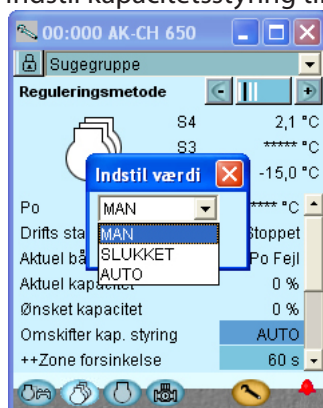 Indstil kapacitetsstyring til
00:000 AK-CH 650
Sugegruppe
Reguleringsmetode
S4 2,1 °C
S3 ***** °C
-15,0 °C
Indstil værdi
Po MAN **** °C
MAN
SLUKKET
AUTO
Drifts sta Stoppet
Aktuel bå Po Fejl
Aktuel kapacitet 0 %
Ønsket kapacitet 0 %
Omskifter kap. styring AUTO
++Zone forsinkelse 60 s